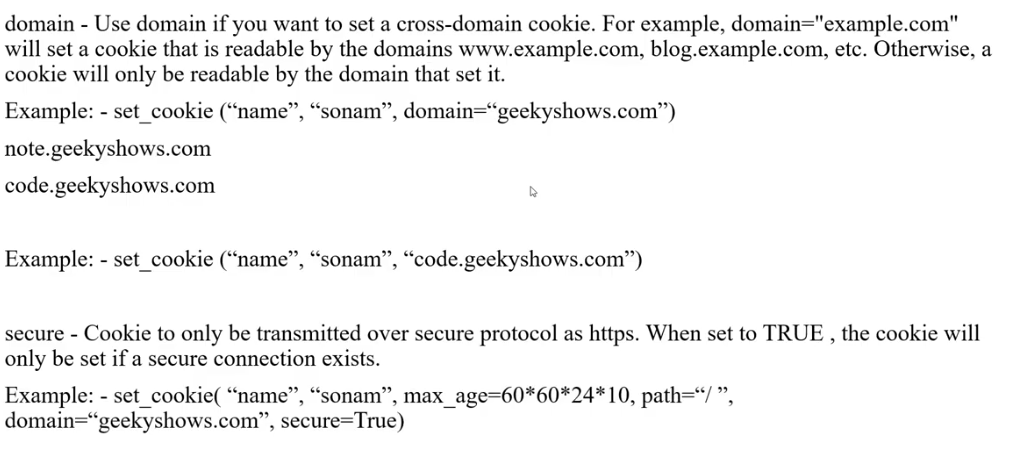 domain - Use domain if you want to set a cross-domain cookie. For example, domain="example.com"
will set a cookie that is readable by the domains www.example.com, blog.example.com, etc. Otherwise, a
cookie will only be readable by the domain that set it.
Example: - set_cookie (“name”, “sonam”, domain=“geekyshows.com”)
note.geekyshows.com
code.geekyshows.com
Example: - set_cookie (“name”, “sonam”, “code.geekyshows.com”)
secure - Cookie to only be transmitted over secure protocol as https. When set to TRUE , the cookie will
only be set if a secure connection exists.
Example: - set_cookie( “name”, “sonam”, max_age=60*60*24*10, path=“/ ”,
domain=“geekyshows.com”, secure=True)